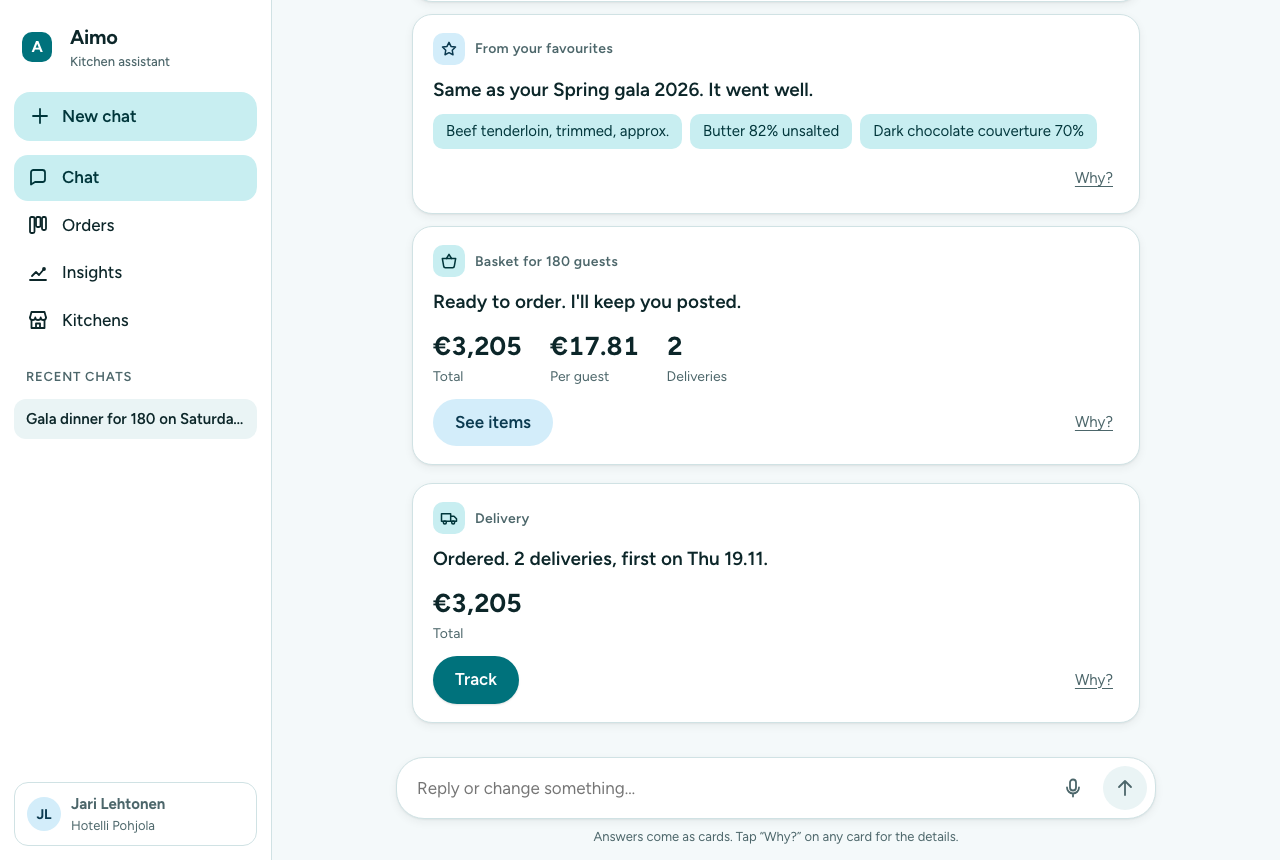 A
Aimo
Kitchen assistant
New chat
Chat
Orders
Insights
Kitchens
RECENT CHATS
Gala dinner for 180 on Saturda...
JL
Jari Lehtonen
Hotelli Pohjola
From your favourites
Same as your Spring gala 2026. It went well.
Beef tenderloin, trimmed, approx.
Butter 82% unsalted
Dark chocolate couverture 70%
Why?
Basket for 180 guests
Ready to order. I'll keep you posted.
€3,205 €17.81 2
Total Per guest Deliveries
See items
Why?
Delivery
Ordered. 2 deliveries, first on Thu 19.11.
€3,205
Total
Track
Why?
Reply or change something...
Answers come as cards. Tap “Why?” on any card for the details.